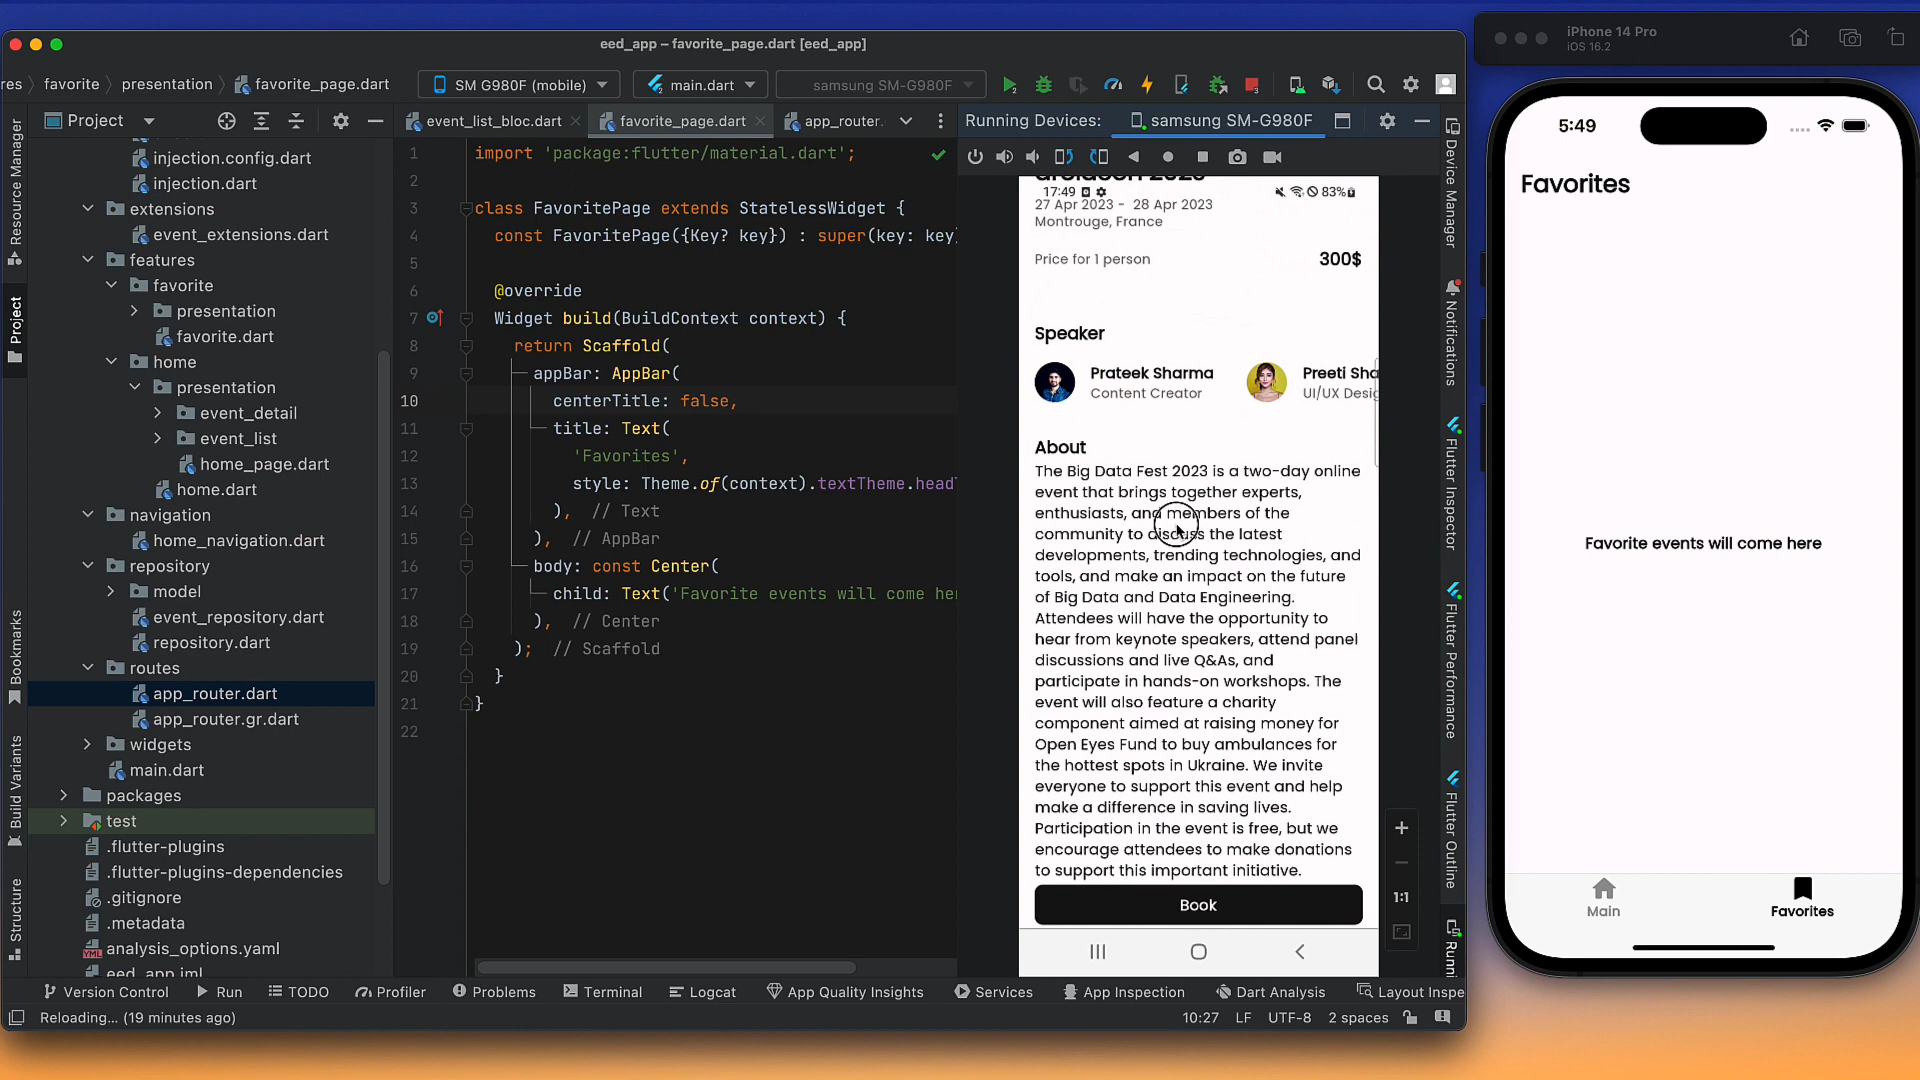 eed_app – favorite_page.dart [eed_app]
res
favorite
presentation
favorite_page.dart
SM G980F (mobile)
main.dart
samsung SM-G980F
Project
event_list_bloc.dart
favorite_page.dart
app_router.
Running Devices:
samsung SM-G980F
Resource Manager
Project
Bookmarks
Build Variants
Structure
injection.config.dart
injection.dart
extensions
event_extensions.dart
features
favorite
presentation
favorite.dart
home
presentation
event_detail
event_list
home_page.dart
home.dart
navigation
home_navigation.dart
repository
model
event_repository.dart
repository.dart
routes
app_router.dart
app_router.gr.dart
widgets
main.dart
packages
test
.flutter-plugins
.flutter-plugins-dependencies
.gitignore
.metadata
analysis_options.yaml
eed_app.iml
1 import 'package:flutter/material.dart';
2
3 class FavoritePage extends StatelessWidget {
4 const FavoritePage({Key? key}) : super(key: key)
5
6 @override
7 Widget build(BuildContext context) {
8 return Scaffold(
9 appBar: AppBar(
10 centerTitle: false,
11 title: Text(
12 'Favorites',
13 style: Theme.of(context).textTheme.head
14 ), // Text
15 ), // AppBar
16 body: const Center(
17 child: Text('Favorite events will come her
18 ), // Center
19 ); // Scaffold
20 }
21 }
22
17:49
83%
27 Apr 2023 - 28 Apr 2023
Montrouge, France
Price for 1 person 300$
Speaker
Prateek Sharma
Content Creator
Preeti Sha
UI/UX Desig
About
The Big Data Fest 2023 is a two-day online
event that brings together experts,
enthusiasts, and members of the
community to discuss the latest
developments, trending technologies, and
tools, and make an impact on the future
of Big Data and Data Engineering.
Attendees will have the opportunity to
hear from keynote speakers, attend panel
discussions and live Q&As, and
participate in hands-on workshops. The
event will also feature a charity
component aimed at raising money for
Open Eyes Fund to buy ambulances for
the hottest spots in Ukraine. We invite
everyone to support this event and help
make a difference in saving lives.
Participation in the event is free, but we
encourage attendees to make donations
to support this important initiative.
Book
1:1
Device Manager
Notifications
Flutter Inspector
Flutter Performance
Flutter Outline
Runni
Version Control
Run
TODO
Profiler
Problems
Terminal
Logcat
App Quality Insights
Services
App Inspection
Dart Analysis
Layout Inspe
Reloading... (19 minutes ago)
10:27
LF
UTF-8
2 spaces
iPhone 14 Pro
iOS 16.2
5:49
Favorites
Favorite events will come here
Main
Favorites